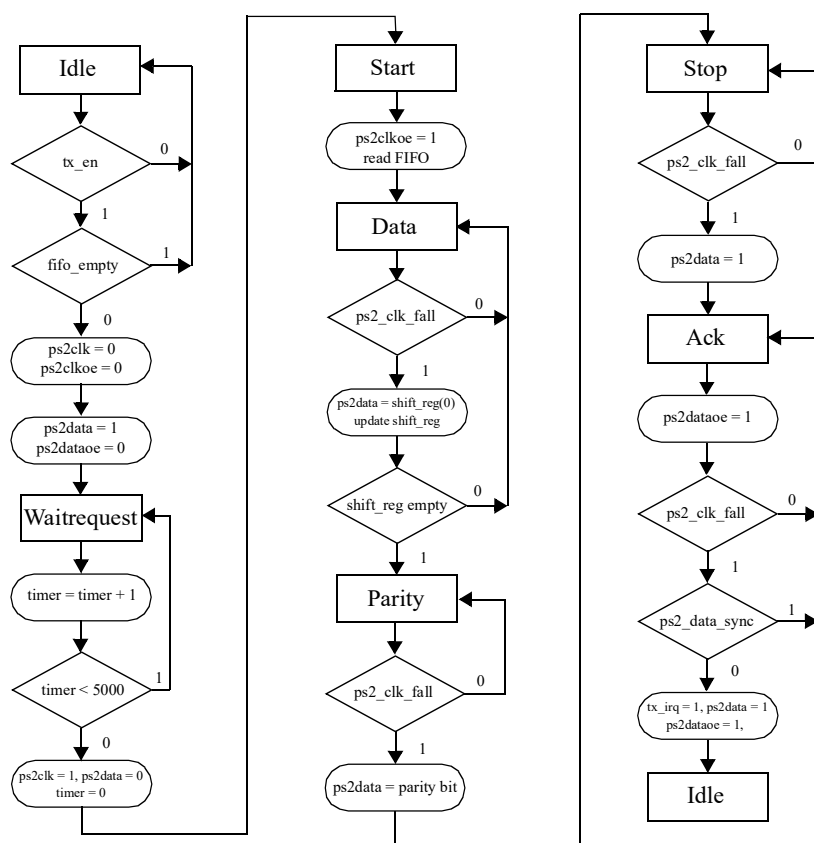 Idle
tx_en
0
1
fifo_empty
1
0
ps2clk = 0
ps2clkoe = 0
ps2data = 1
ps2dataoe = 0
Waitrequest
timer = timer + 1
timer < 5000
1
0
ps2clk = 1, ps2data = 0
timer = 0
Start
ps2clkoe = 1
read FIFO
Data
ps2_clk_fall
0
1
ps2data = shift_reg(0)
update shift_reg
shift_reg empty
0
1
Parity
ps2_clk_fall
0
1
ps2data = parity bit
Stop
ps2_clk_fall
0
1
ps2data = 1
Ack
ps2dataoe = 1
ps2_clk_fall
0
1
ps2_data_sync
1
0
tx_irq = 1, ps2data = 1
ps2dataoe = 1,
Idle